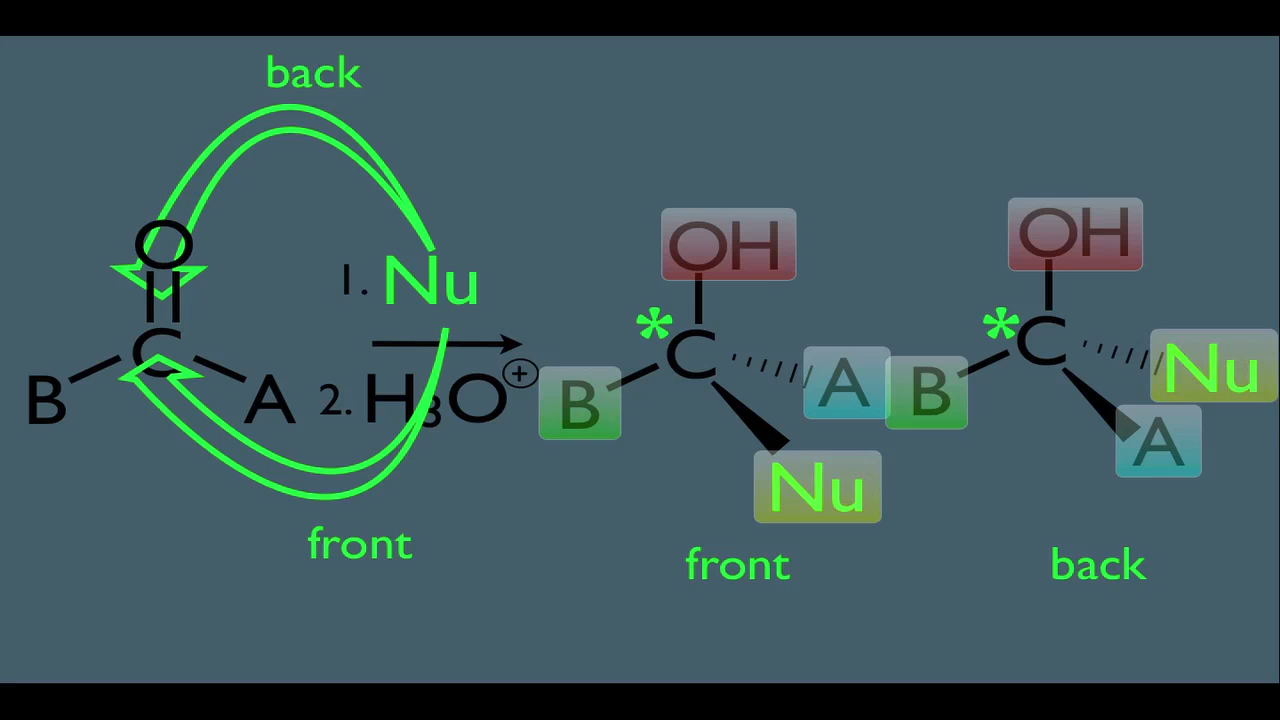 back
O
C
B A
1. Nu
2. H3O⊕
front
OH
* C
B A
Nu
front
OH
* C
B Nu
A
back